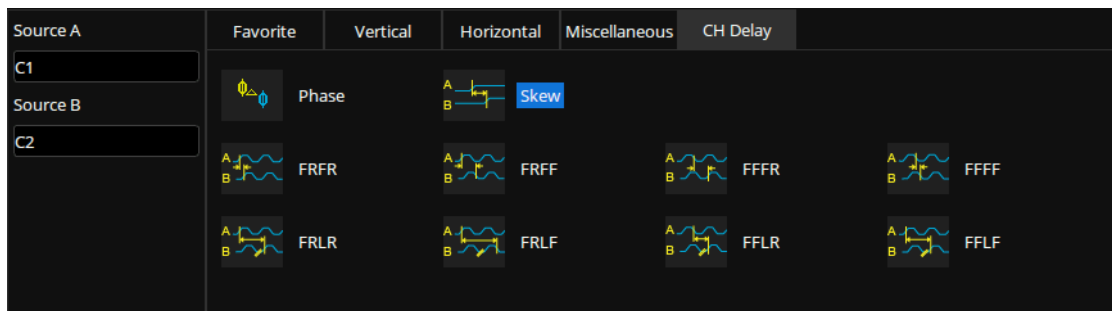 Source A
C1
Source B
C2
Favorite Vertical Horizontal Miscellaneous CH Delay
Φ Φ Phase A B Skew
A B FRFR A B FRFF A B FFFR A B FFFF
A B FRLR A B FRLF A B FFLR A B FFLF